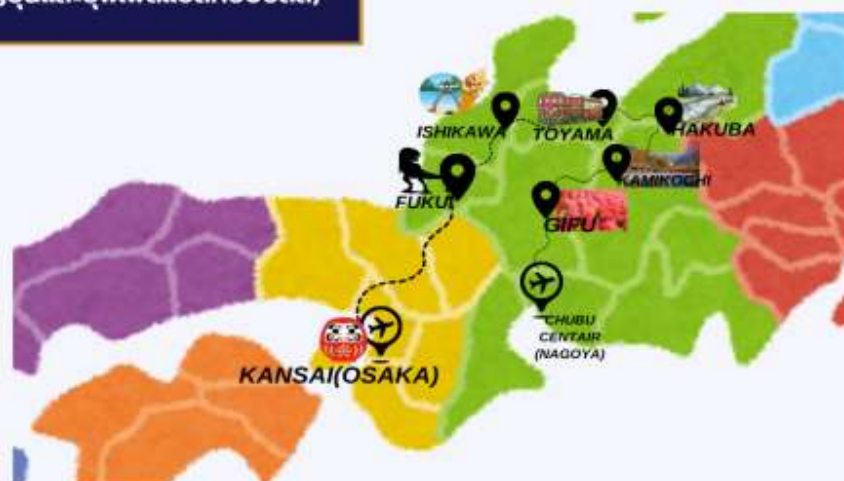 ISHIKAWA
TOYAMA
HAKUBA
KAMIKOCHI
FUKUI
GIFU
CHUBU
CENTAIR
(NAGOYA)
KANSAI(OSAKA)